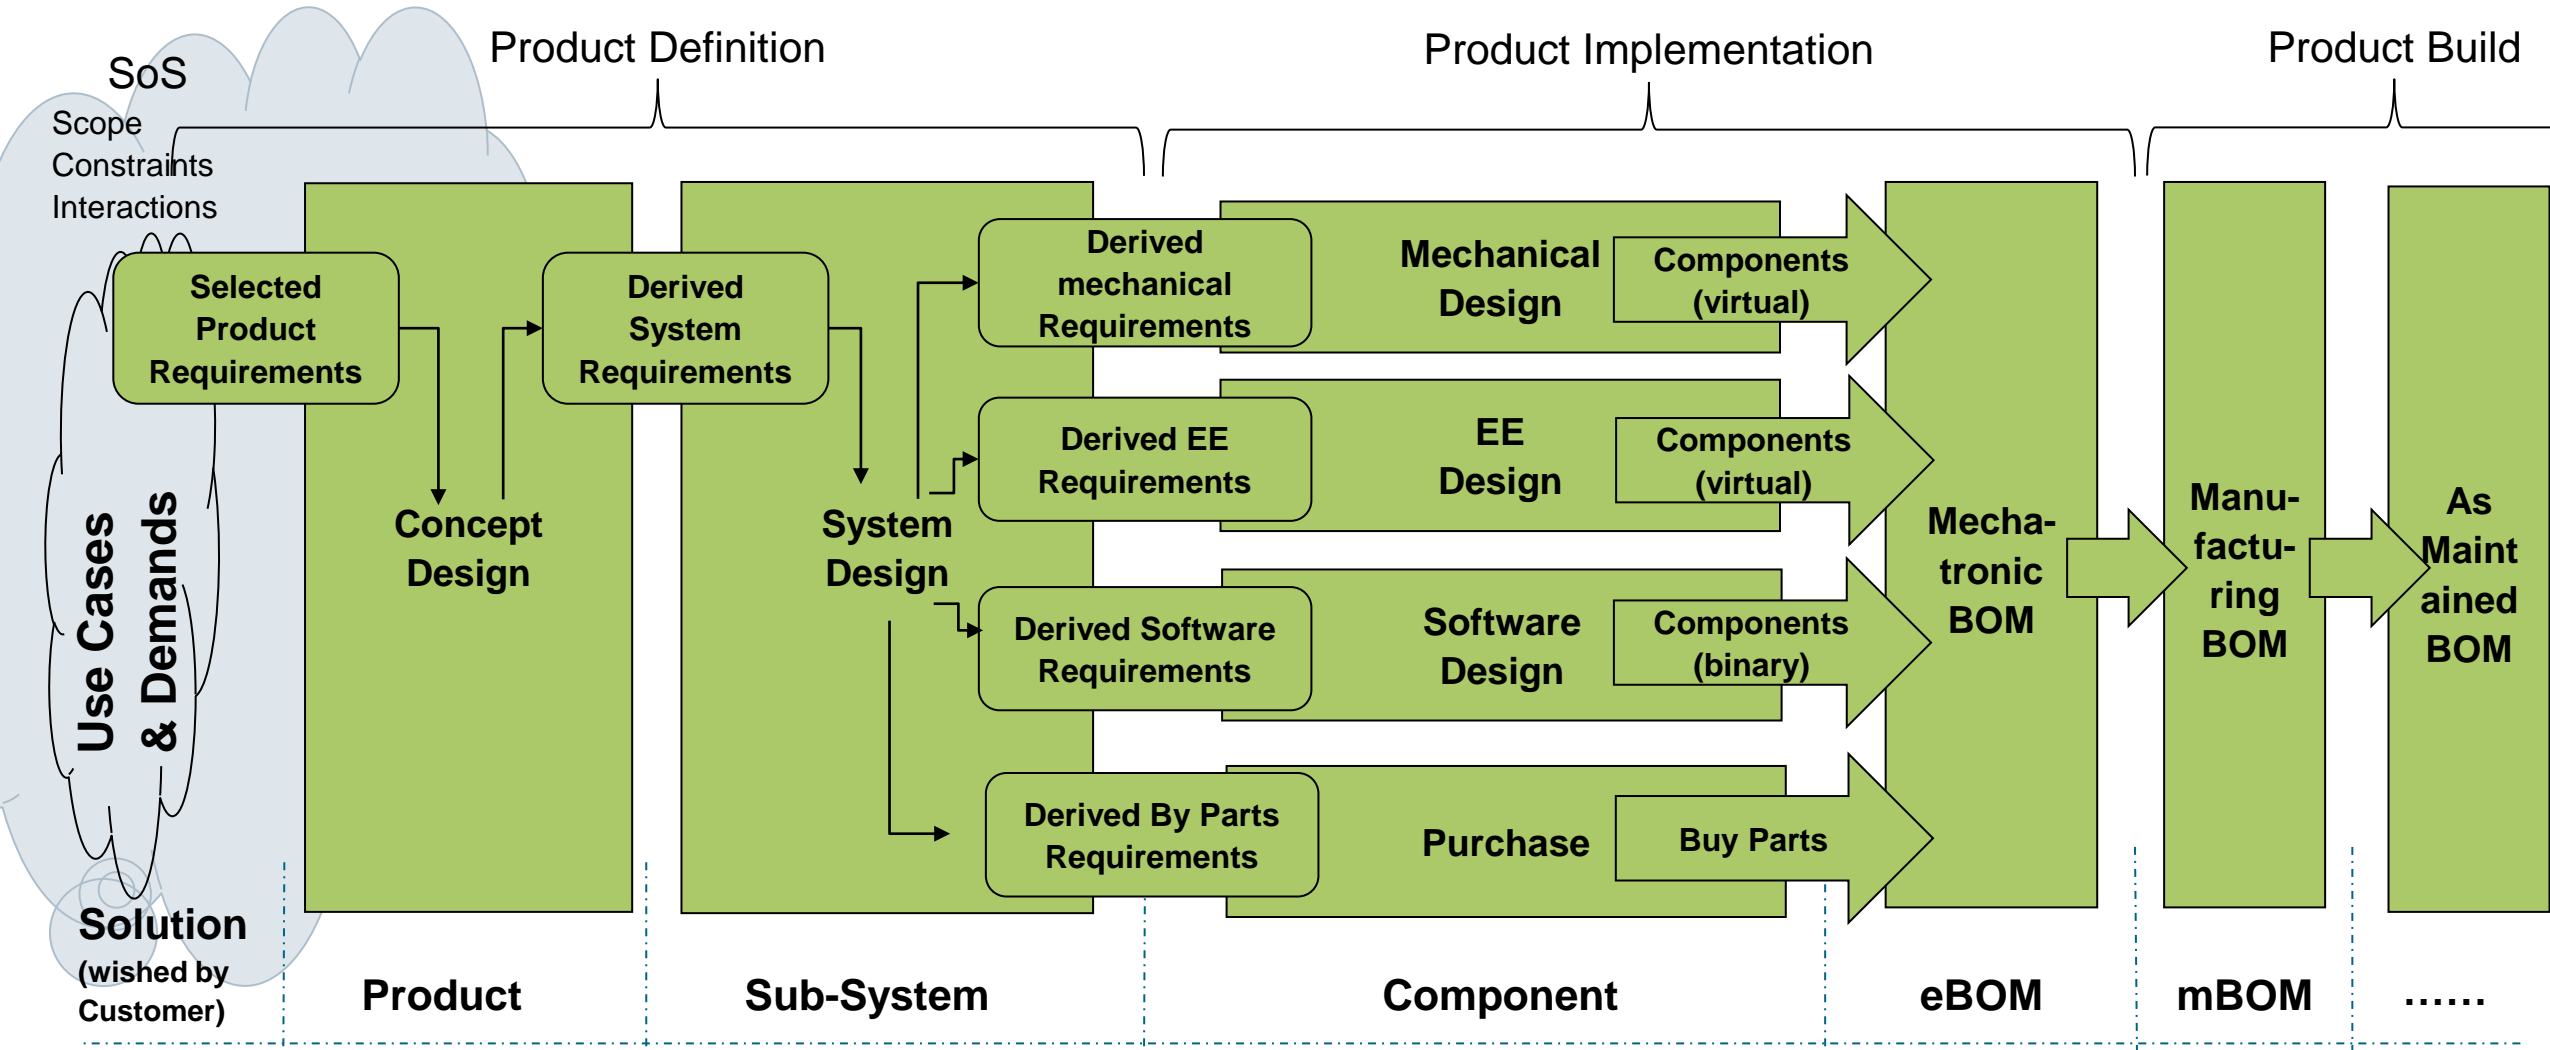 Product Definition
Product Implementation
Product Build
SoS
Scope
Constraints
Interactions
Selected
Product
Requirements
Derived
System
Requirements
Derived
mechanical
Requirements
Mechanical
Design
Components
(virtual)
Derived EE
Requirements
EE
Design
Components
(virtual)
Use Cases
& Demands
Concept
Design
System
Design
Derived Software
Requirements
Software
Design
Components
(binary)
Derived By Parts
Requirements
Purchase
Buy Parts
Mecha-
tronic
BOM
Manu-
factu-
ring
BOM
As
Maint
ained
BOM
Solution
(wished by
Customer)
Product
Sub-System
Component
eBOM
mBOM
......